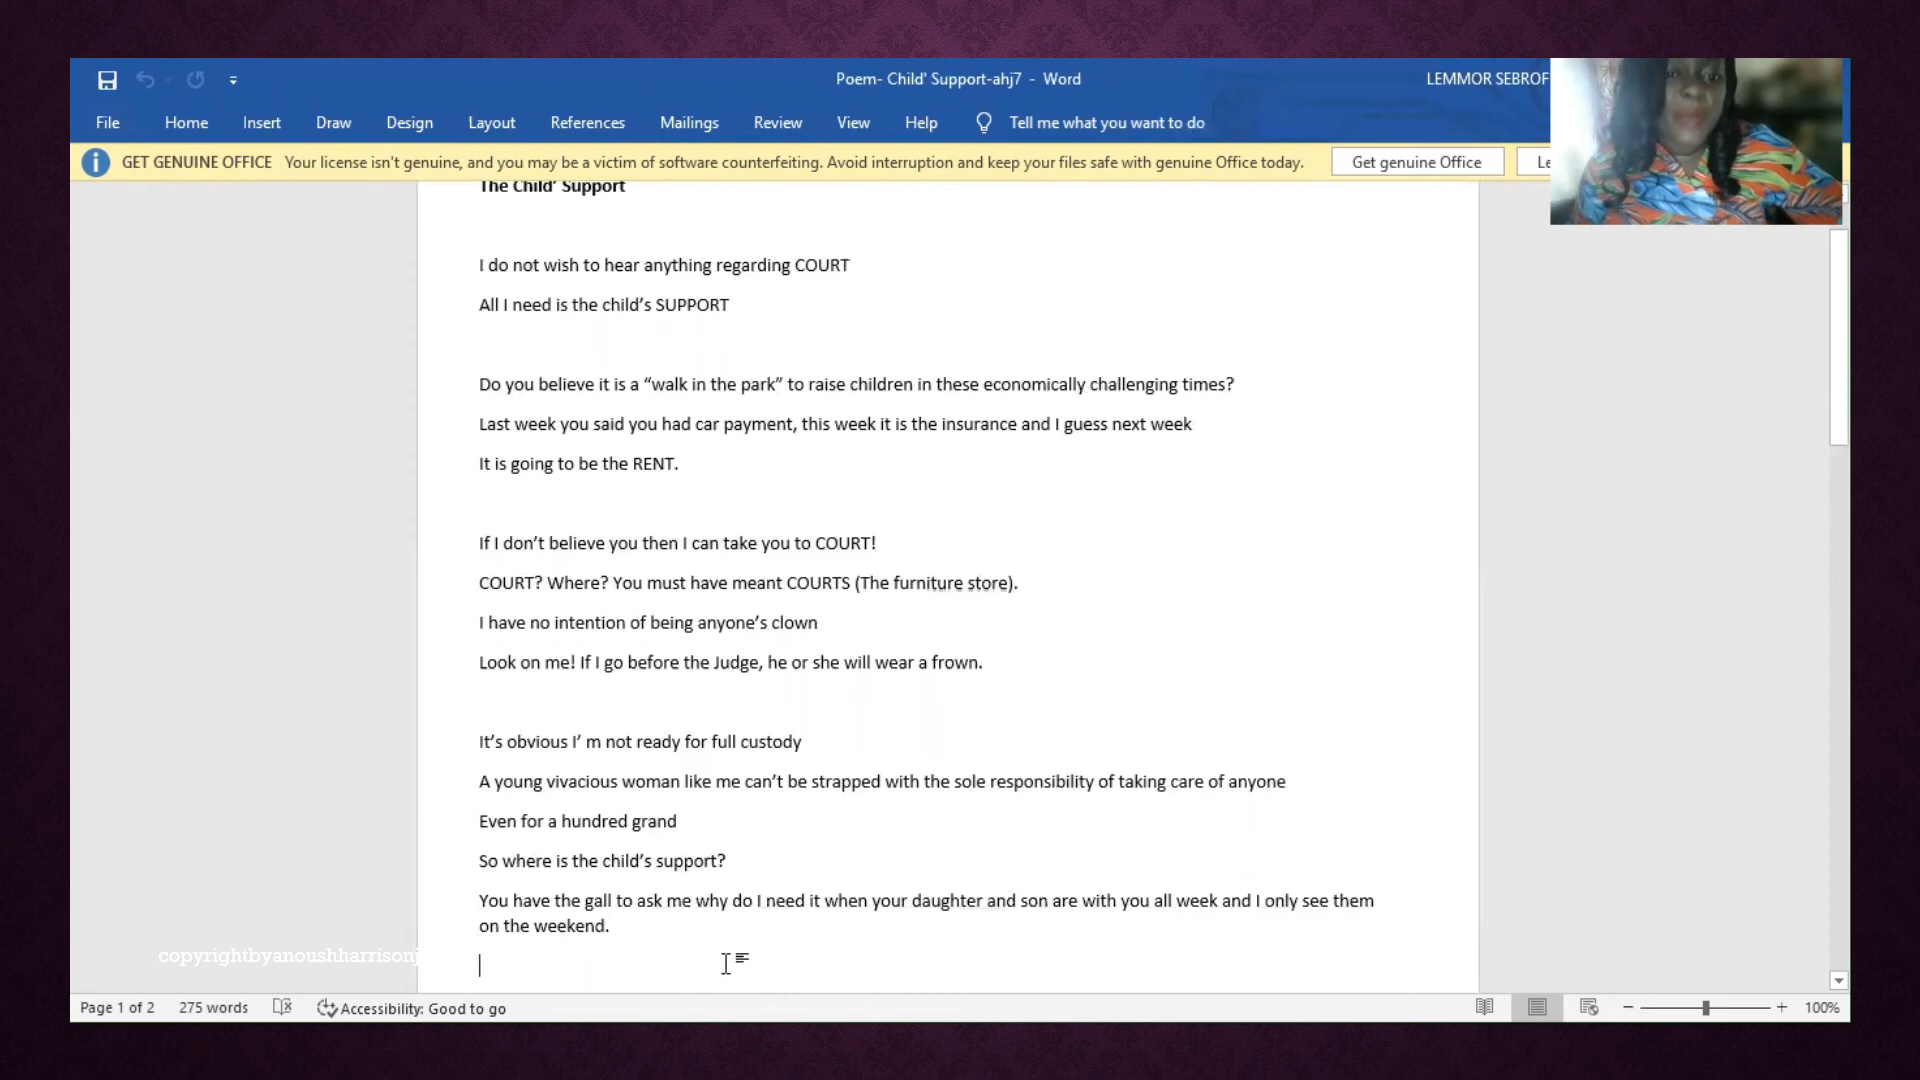 Poem- Child' Support-ahj7 - Word
LEMMOR SEBROF
File Home Insert Draw Design Layout References Mailings Review View Help Tell me what you want to do
GET GENUINE OFFICE Your license isn't genuine, and you may be a victim of software counterfeiting. Avoid interruption and keep your files safe with genuine Office today. Get genuine Office
The Child' Support
I do not wish to hear anything regarding COURT
All I need is the child's SUPPORT
Do you believe it is a “walk in the park” to raise children in these economically challenging times?
Last week you said you had car payment, this week it is the insurance and I guess next week
It is going to be the RENT.
If I don't believe you then I can take you to COURT!
COURT? Where? You must have meant COURTS (The furniture store).
I have no intention of being anyone's clown
Look on me! If I go before the Judge, he or she will wear a frown.
It's obvious I' m not ready for full custody
A young vivacious woman like me can't be strapped with the sole responsibility of taking care of anyone
Even for a hundred grand
So where is the child's support?
You have the gall to ask me why do I need it when your daughter and son are with you all week and I only see them
on the weekend.
copyrightbyanoushharrisonj
Page 1 of 2 275 words Accessibility: Good to go 100%